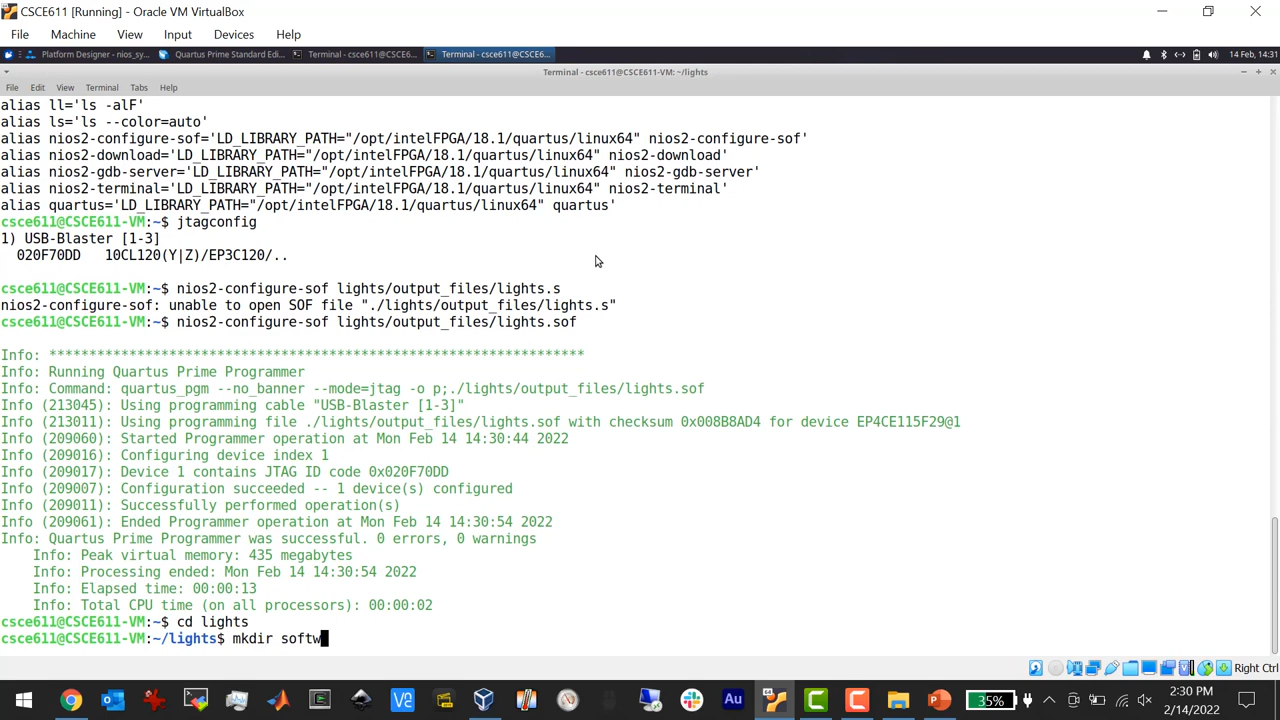 CSCE611 [Running] - Oracle VM VirtualBox
File Machine View Input Devices Help
Platform Designer - nios_sy... Quartus Prime Standard Edi... Terminal - csce611@CSCE6... Terminal - csce611@CSCE6... 14 Feb, 14:31
Terminal - csce611@CSCE611-VM: ~/lights
File Edit View Terminal Tabs Help
alias ll='ls -alF'
alias ls='ls --color=auto'
alias nios2-configure-sof='LD_LIBRARY_PATH="/opt/intelFPGA/18.1/quartus/linux64" nios2-configure-sof'
alias nios2-download='LD_LIBRARY_PATH="/opt/intelFPGA/18.1/quartus/linux64" nios2-download'
alias nios2-gdb-server='LD_LIBRARY_PATH="/opt/intelFPGA/18.1/quartus/linux64" nios2-gdb-server'
alias nios2-terminal='LD_LIBRARY_PATH="/opt/intelFPGA/18.1/quartus/linux64" nios2-terminal'
alias quartus='LD_LIBRARY_PATH="/opt/intelFPGA/18.1/quartus/linux64" quartus'
csce611@CSCE611-VM:~$ jtagconfig
1) USB-Blaster [1-3]
020F70DD 10CL120(Y|Z)/EP3C120/..
csce611@CSCE611-VM:~$ nios2-configure-sof lights/output_files/lights.s
nios2-configure-sof: unable to open SOF file "./lights/output_files/lights.s"
csce611@CSCE611-VM:~$ nios2-configure-sof lights/output_files/lights.sof
Info: *******************************************************************
Info: Running Quartus Prime Programmer
Info: Command: quartus_pgm --no_banner --mode=jtag -o p;./lights/output_files/lights.sof
Info (213045): Using programming cable "USB-Blaster [1-3]"
Info (213011): Using programming file ./lights/output_files/lights.sof with checksum 0x008B8AD4 for device EP4CE115F29@1
Info (209060): Started Programmer operation at Mon Feb 14 14:30:44 2022
Info (209016): Configuring device index 1
Info (209017): Device 1 contains JTAG ID code 0x020F70DD
Info (209007): Configuration succeeded -- 1 device(s) configured
Info (209011): Successfully performed operation(s)
Info (209061): Ended Programmer operation at Mon Feb 14 14:30:54 2022
Info: Quartus Prime Programmer was successful. 0 errors, 0 warnings
Info: Peak virtual memory: 435 megabytes
Info: Processing ended: Mon Feb 14 14:30:54 2022
Info: Elapsed time: 00:00:13
Info: Total CPU time (on all processors): 00:00:02
csce611@CSCE611-VM:~$ cd lights
csce611@CSCE611-VM:~/lights$ mkdir softw
Right Ctrl
VE Au 35% 2:30 PM
2/14/2022